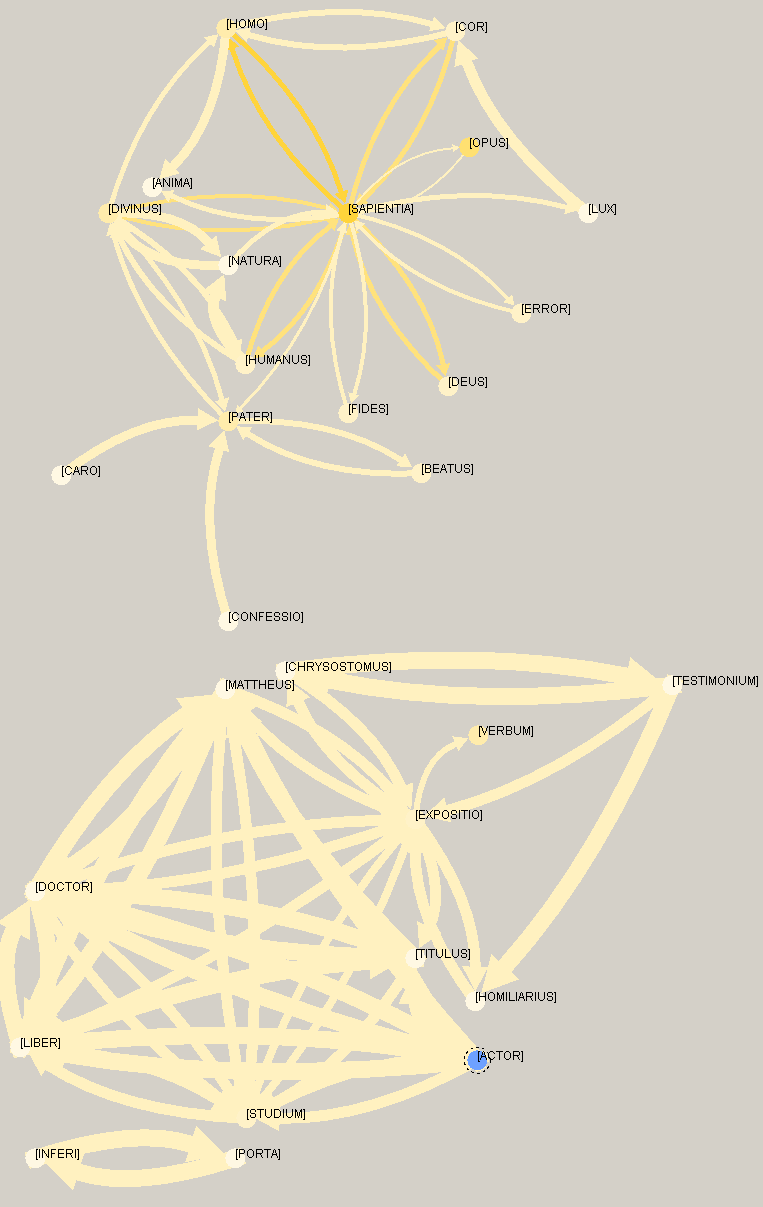 [HOMO]
[COR]
[OPUS]
[ANIMA]
[DIVINUS]
[SAPIENTIA]
[LUX]
[NATURA]
[ERROR]
[HUMANUS]
[DEUS]
[FIDES]
[PATER]
[CARO]
[BEATUS]
[CONFESSIO]
[CHRYSOSTOMUS]
[MATTHEUS]
[TESTIMONIUM]
[VERBUM]
[EXPOSITIO]
[DOCTOR]
[TITULUS]
[HOMILIARIUS]
[LIBER]
[ACTOR]
[STUDIUM]
[INFERI]
[PORTA]